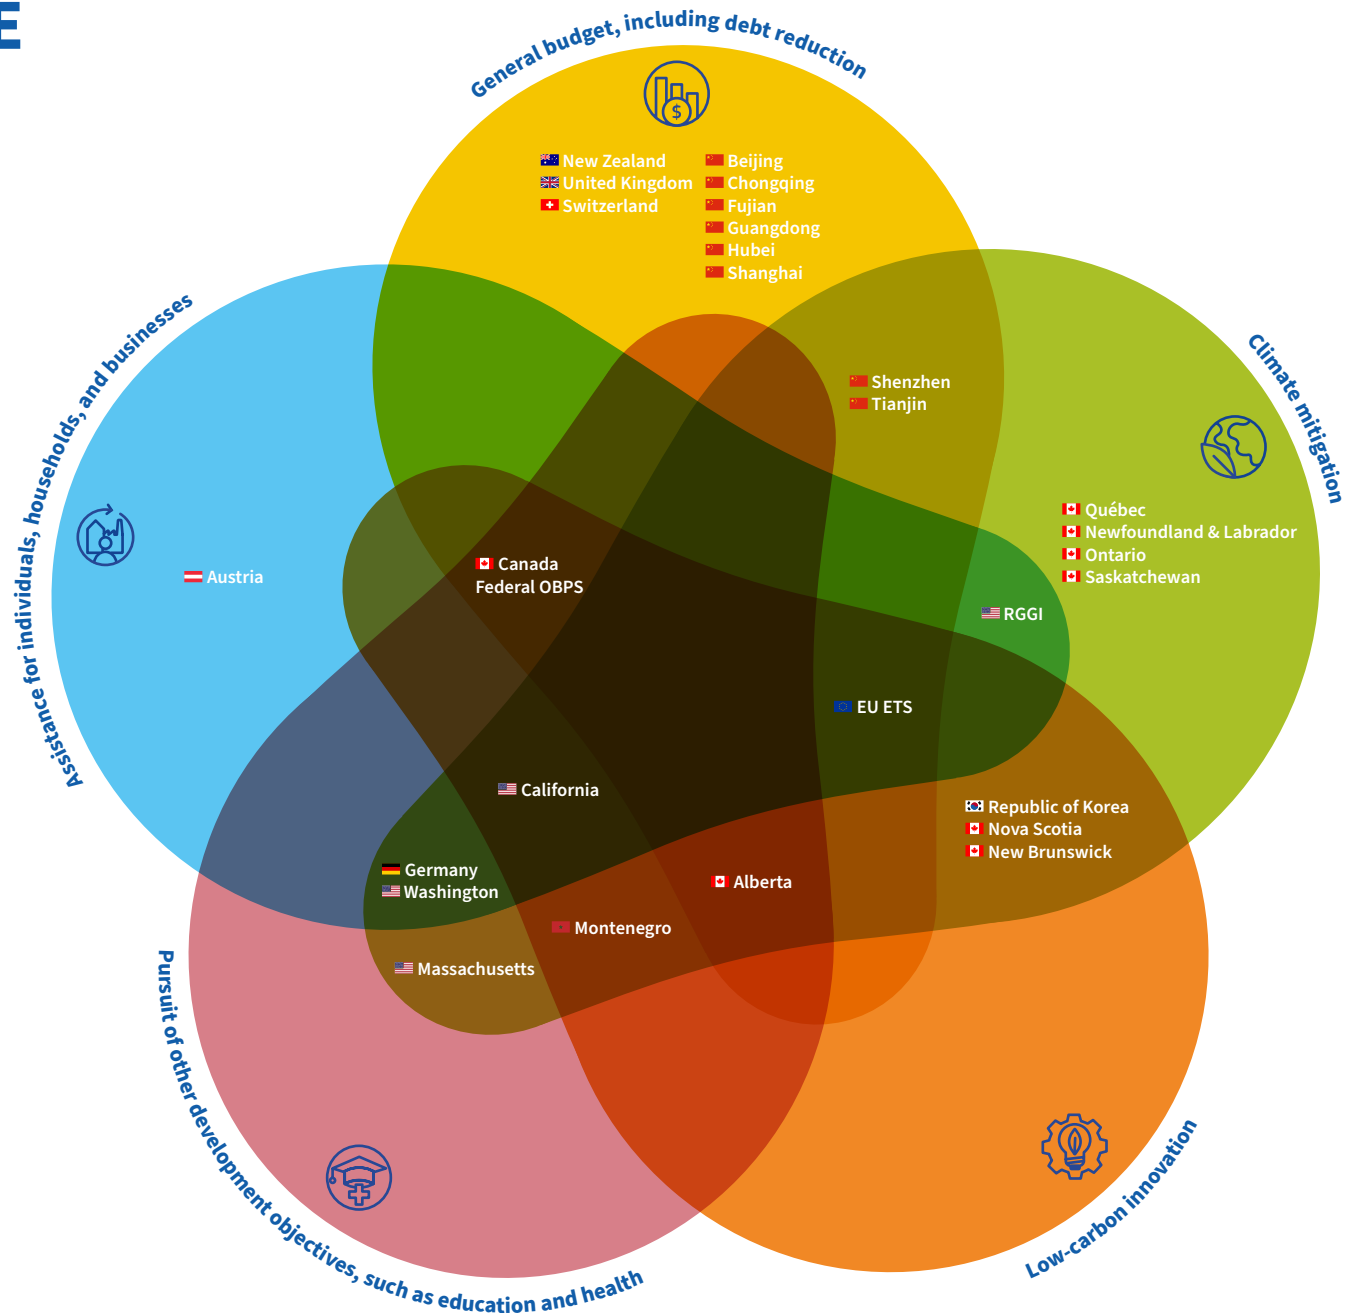 E
General budget, including debt reduction
$
New Zealand
United Kingdom
Switzerland
Beijing
Chongqing
Fujian
Guangdong
Hubei
Shanghai
Assistance for individuals, households, and businesses
Climate mitigation
Shenzhen
Tianjin
Québec
Newfoundland & Labrador
Ontario
Saskatchewan
Austria
Canada
Federal OBPS
RGGI
EU ETS
California
Republic of Korea
Nova Scotia
New Brunswick
Germany
Washington
Alberta
Montenegro
Massachusetts
Pursuit of other development objectives, such as education and health
Low-carbon innovation